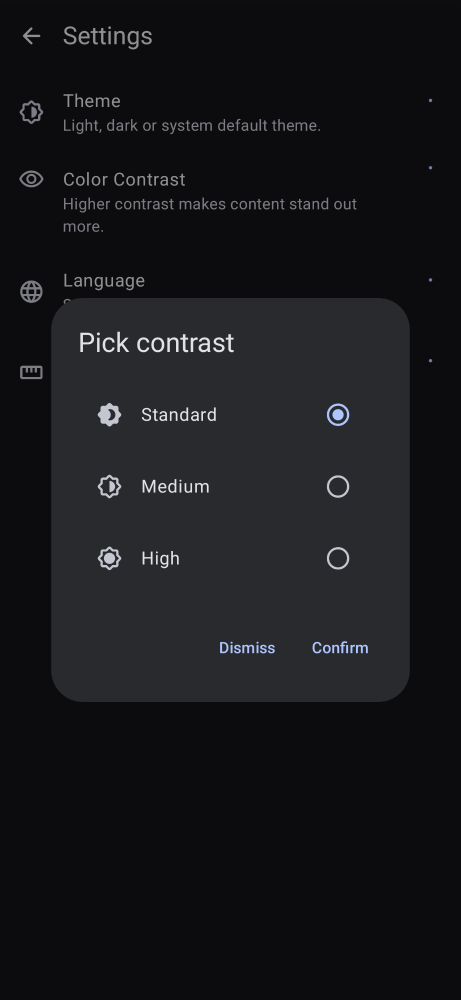 Settings
Theme
Light, dark or system default theme.
Color Contrast
Higher contrast makes content stand out
more.
Language
Pick contrast
Standard
Medium
High
Dismiss
Confirm